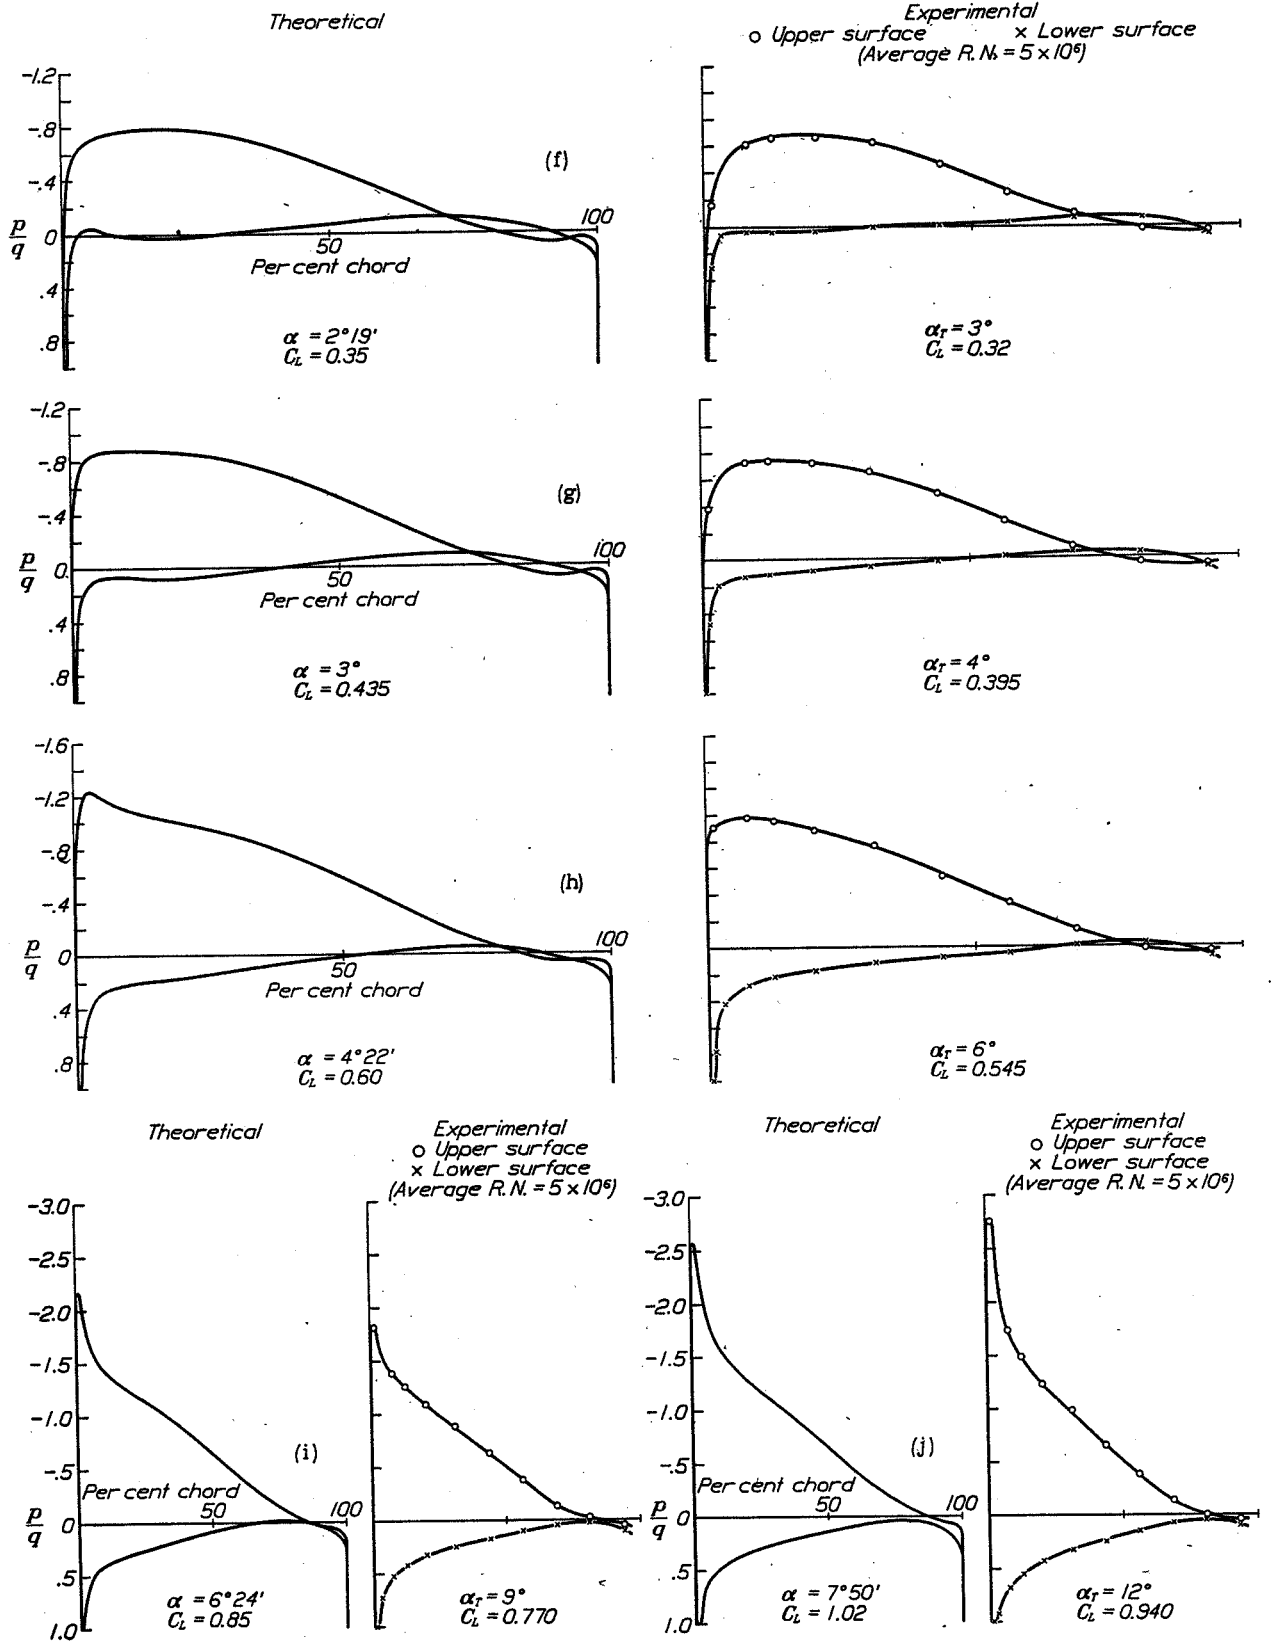 Theoretical
Experimental
o Upper surface × Lower surface
(Average R.N. = 5 × 10⁶)
-1.2
-.8
-.4
p/q 0
.4
.8
50
100
Per cent chord
(f)
α = 2°19'
C_L = 0.35
α_T = 3°
C_L = 0.32
-1.2
-.8
-.4
p/q 0
.4
.8
50
100
Per cent chord
(g)
α = 3°
C_L = 0.435
α_T = 4°
C_L = 0.395
-1.6
-1.2
-.8
-.4
p/q 0
.4
.8
50
100
Per cent chord
(h)
α = 4°22'
C_L = 0.60
α_T = 6°
C_L = 0.545
Theoretical
Experimental
o Upper surface
× Lower surface
(Average R.N. = 5 × 10⁶)
-3.0
-2.5
-2.0
-1.5
-1.0
-.5
p/q 0
.5
1.0
Per cent chord
50
100
(i)
α = 6°24'
C_L = 0.85
α_T = 9°
C_L = 0.770
Theoretical
Experimental
o Upper surface
× Lower surface
(Average R.N. = 5 × 10⁶)
-3.0
-2.5
-2.0
-1.5
-1.0
-.5
p/q 0
.5
1.0
Per cent chord
50
100
(j)
α = 7°50'
C_L = 1.02
α_T = 12°
C_L = 0.940